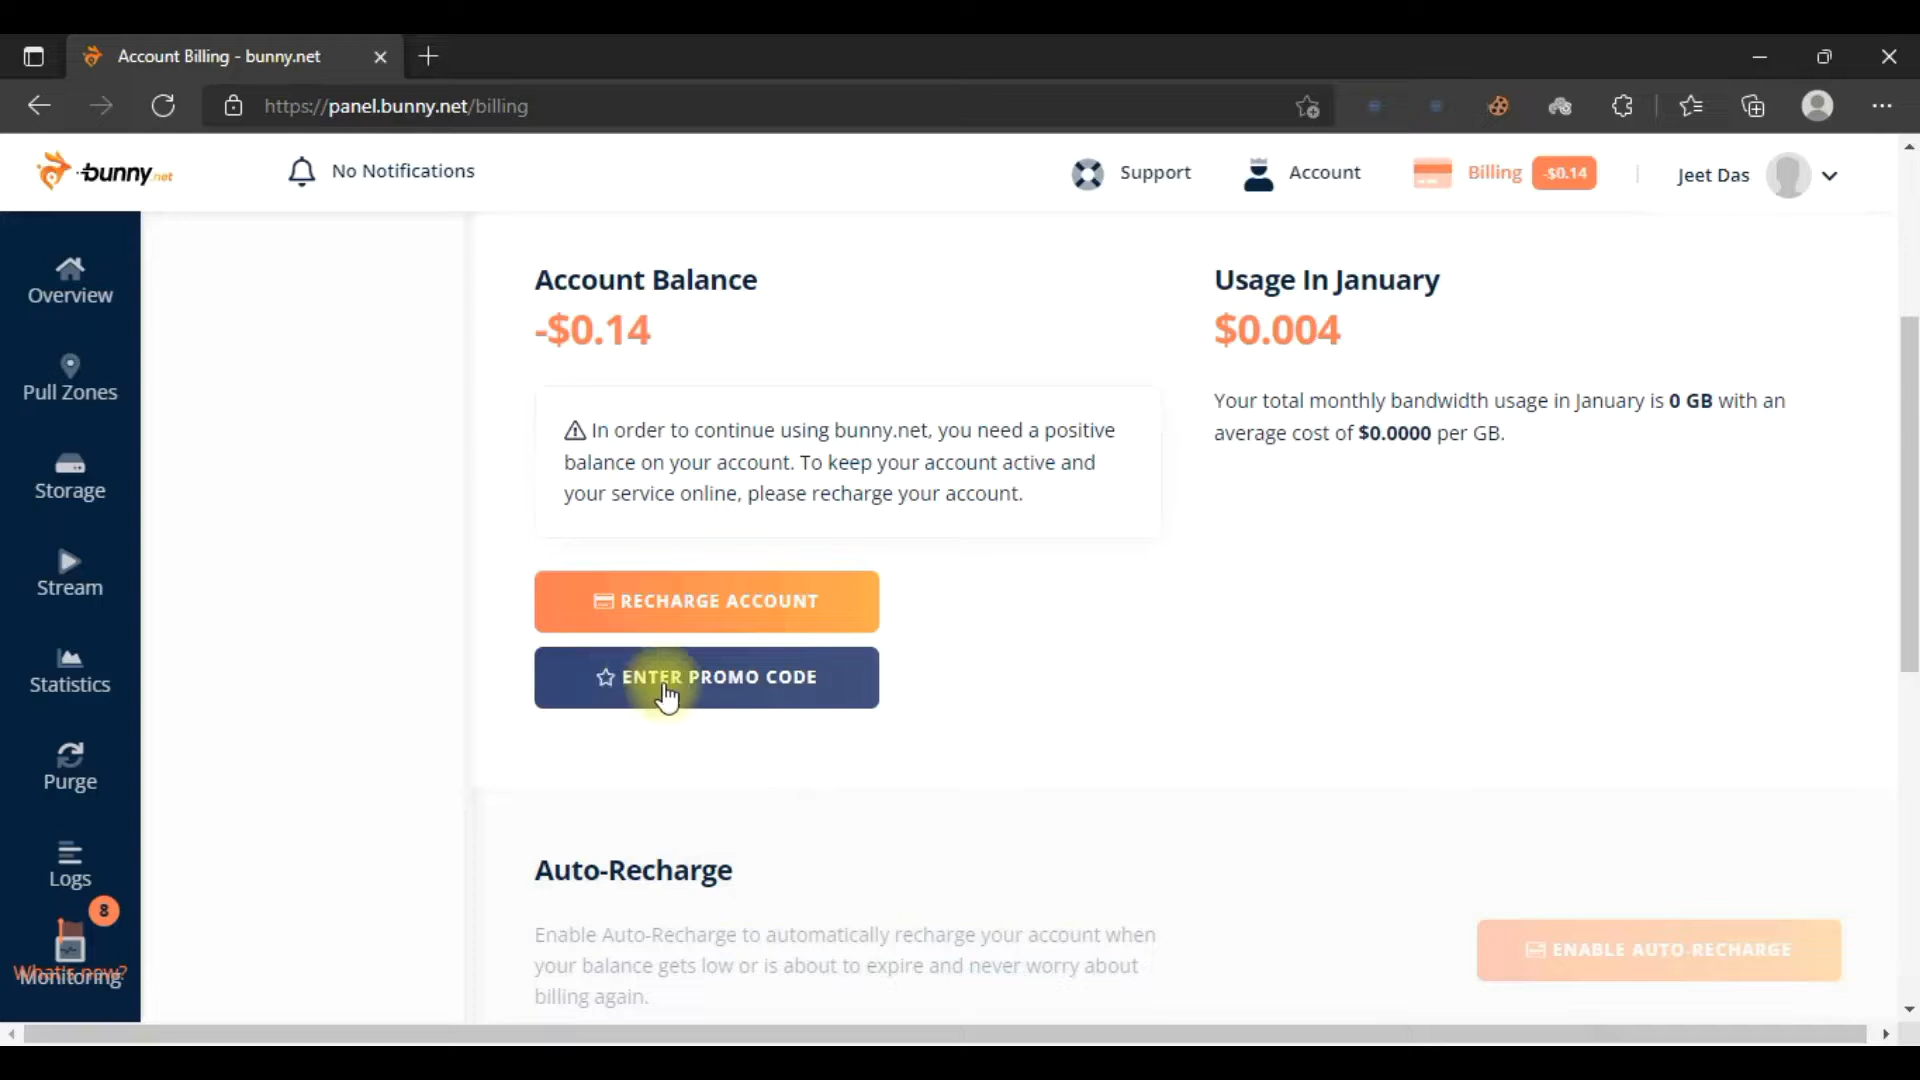 Account Billing - bunny.net
https://panel.bunny.net/billing
bunny.net
No Notifications
Support
Account
Billing
-$0.14
Jeet Das
Overview
Pull Zones
Storage
Stream
Statistics
Purge
Logs
8
What's new?
Monitoring
Account Balance
-$0.14
In order to continue using bunny.net, you need a positive
balance on your account. To keep your account active and
your service online, please recharge your account.
RECHARGE ACCOUNT
ENTER PROMO CODE
Usage In January
$0.004
Your total monthly bandwidth usage in January is 0 GB with an
average cost of $0.0000 per GB.
Auto-Recharge
Enable Auto-Recharge to automatically recharge your account when
your balance gets low or is about to expire and never worry about
billing again.
ENABLE AUTO-RECHARGE